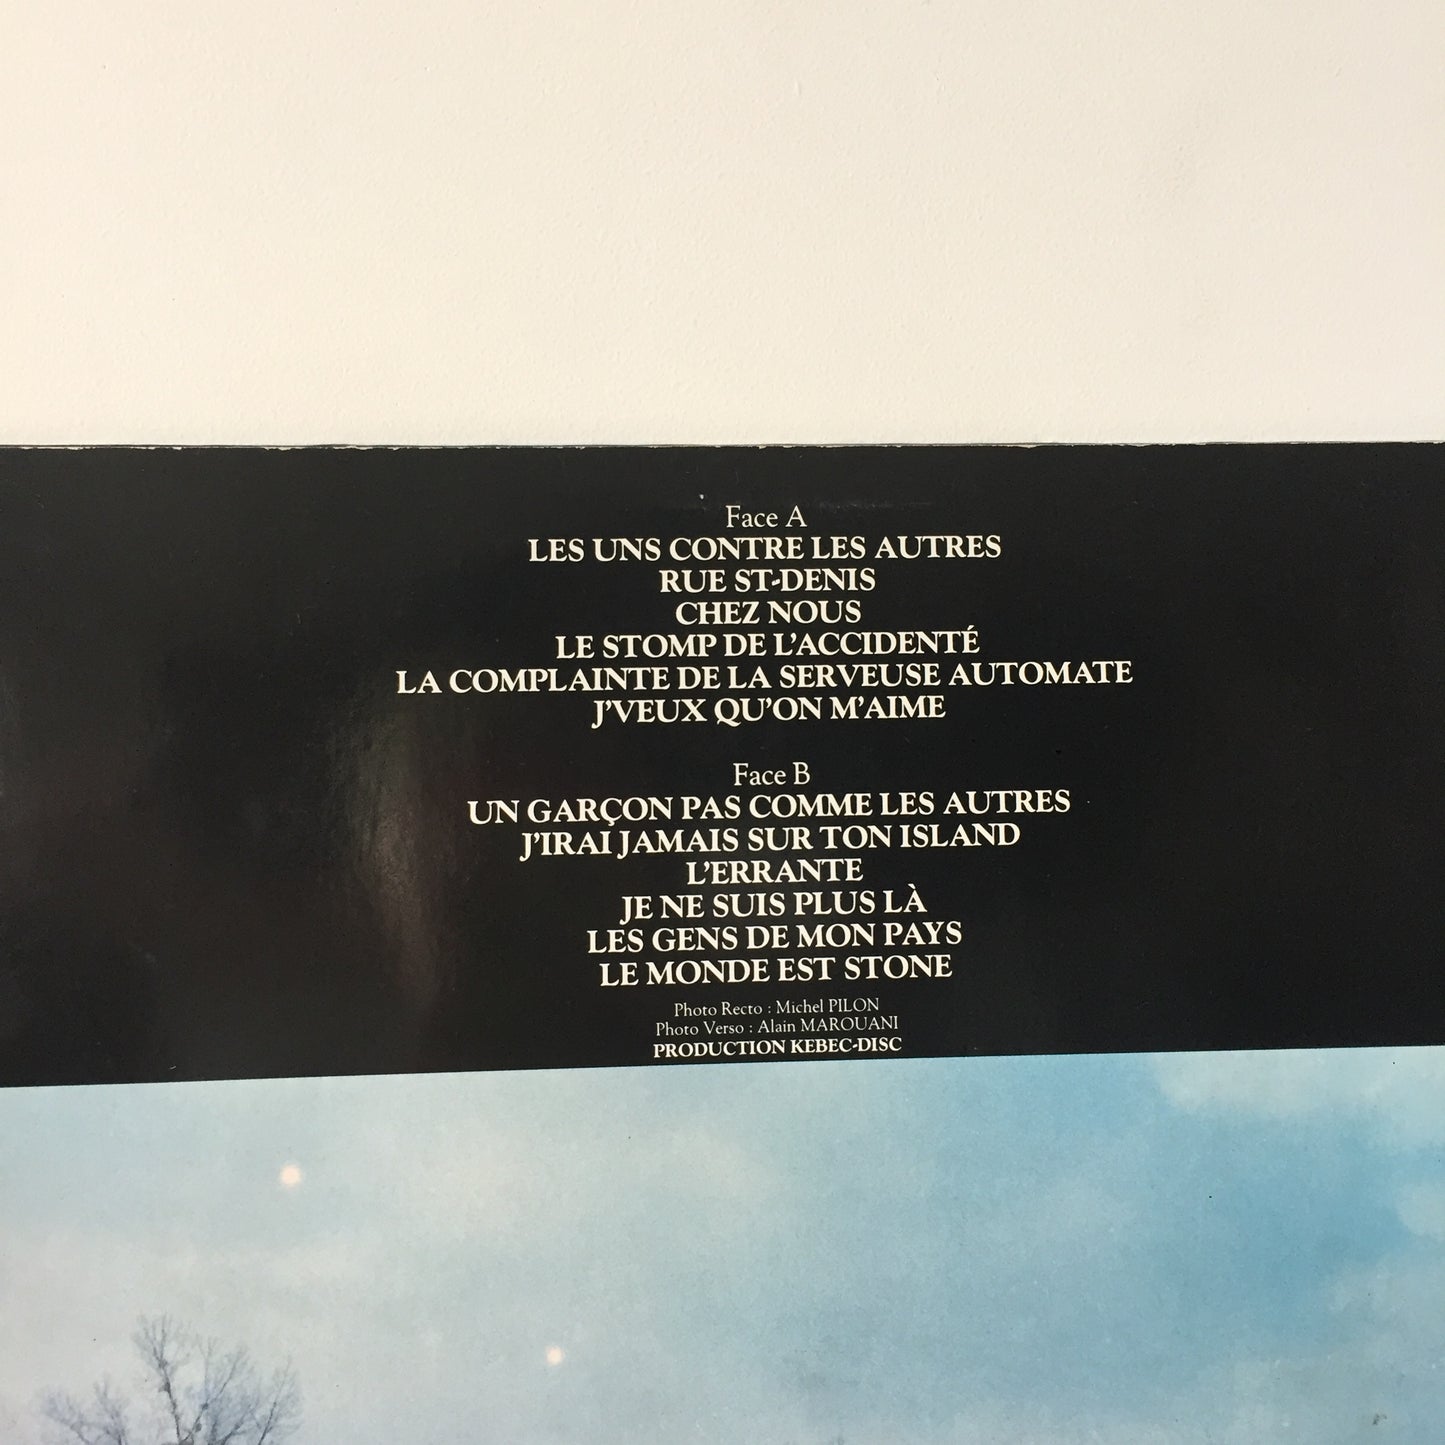 Face A
LES UNS CONTRE LES AUTRES
RUE ST-DENIS
CHEZ NOUS
LE STOMP DE L'ACCIDENTÉ
LA COMPLAINTE DE LA SERVEUSE AUTOMATE
J'VEUX QU'ON M'AIME
Face B
UN GARÇON PAS COMME LES AUTRES
J'IRAI JAMAIS SUR TON ISLAND
L'ERRANTE
JE NE SUIS PLUS LÀ
LES GENS DE MON PAYS
LE MONDE EST STONE
Photo Recto : Michel PILON
Photo Verso : Alain MAROUANI
PRODUCTION KEBEC-DISC